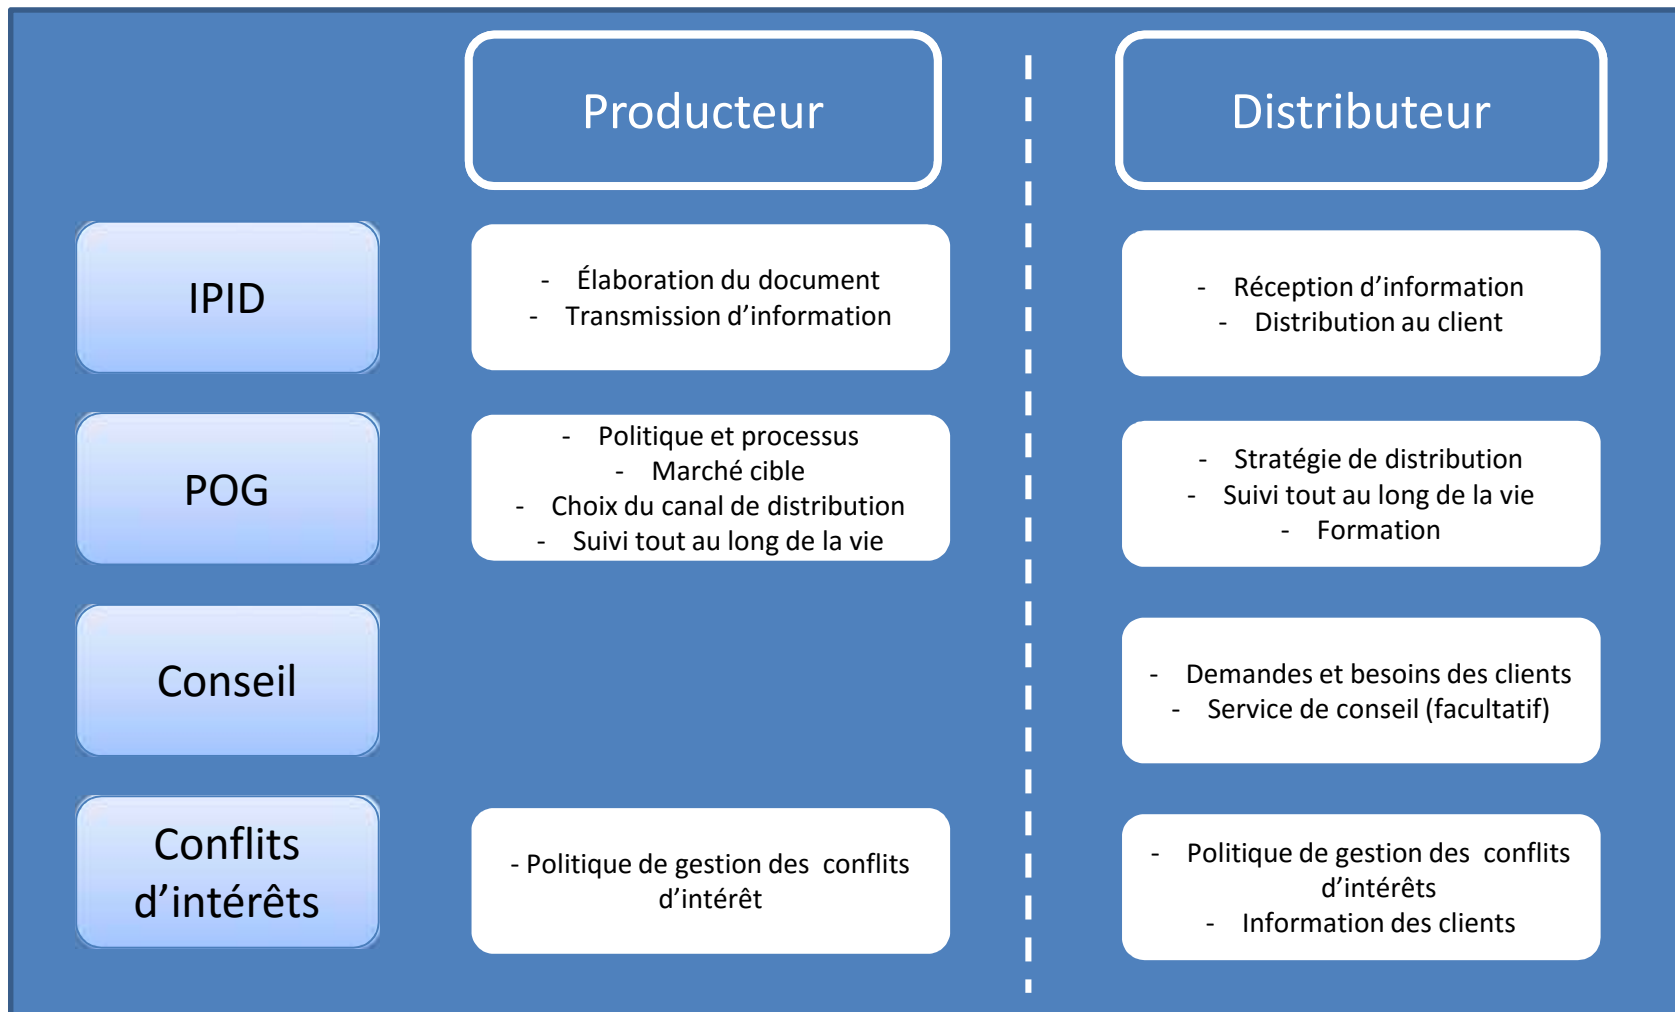 Producteur
Distributeur
IPID
- Élaboration du document
- Transmission d’information
- Réception d’information
- Distribution au client
POG
- Politique et processus
- Marché cible
- Choix du canal de distribution
- Suivi tout au long de la vie
- Stratégie de distribution
- Suivi tout au long de la vie
- Formation
Conseil
- Demandes et besoins des clients
- Service de conseil (facultatif)
Conflits
d’intérêts
- Politique de gestion des conflits
d’intérêt
- Politique de gestion des conflits
d’intérêts
- Information des clients